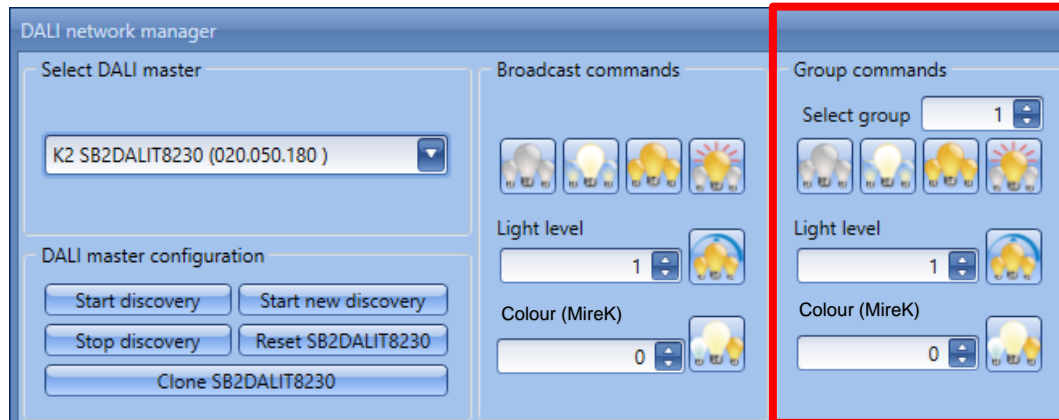 DALI network manager
Select DALI master
K2 SB2DALIT8230 (020.050.180 )
DALI master configuration
Start discovery
Start new discovery
Stop discovery
Reset SB2DALIT8230
Clone SB2DALIT8230
Broadcast commands
Light level
1
Colour (MireK)
0
Group commands
Select group 1
Light level
1
Colour (MireK)
0